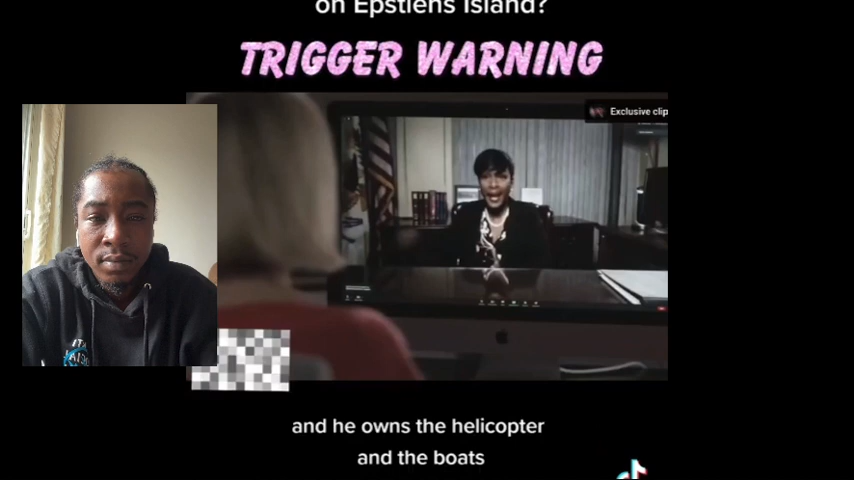 on Epstiens Island?
TRIGGER WARNING
Exclusive clip
and he owns the helicopter
and the boats